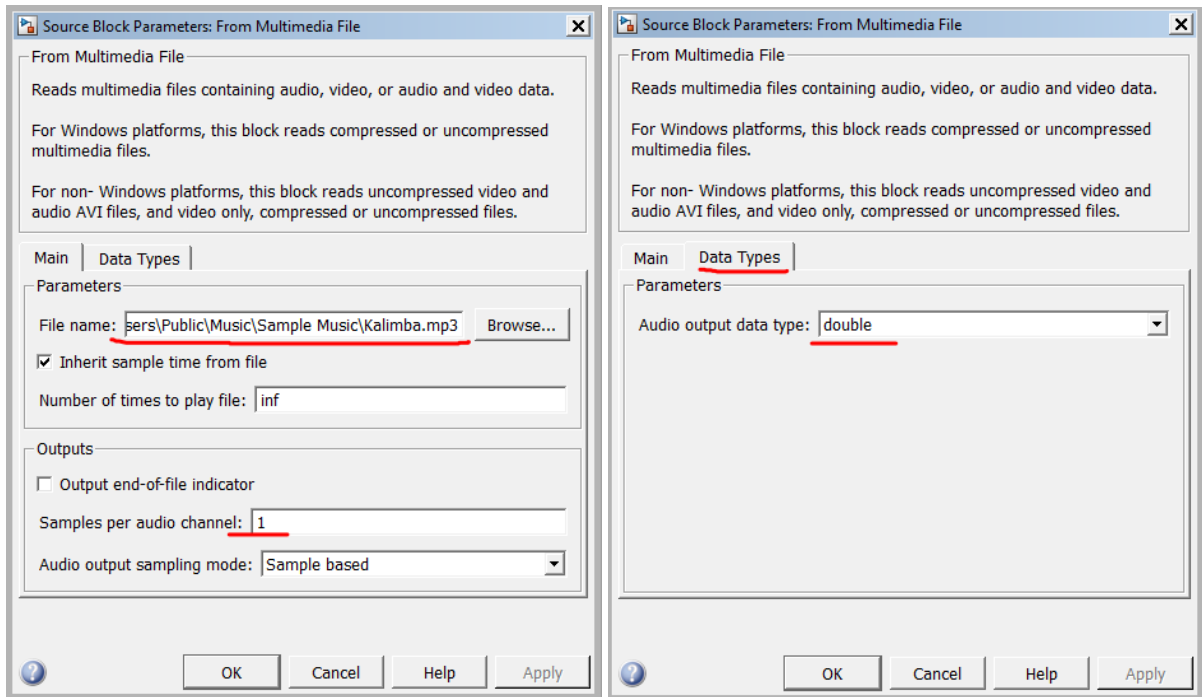 Source Block Parameters: From Multimedia File
From Multimedia File
Reads multimedia files containing audio, video, or audio and video data.
For Windows platforms, this block reads compressed or uncompressed
multimedia files.
For non- Windows platforms, this block reads uncompressed video and
audio AVI files, and video only, compressed or uncompressed files.
Main
Data Types
Parameters
File name: sers\Public\Music\Sample Music\Kalimba.mp3 Browse...
Inherit sample time from file
Number of times to play file: inf
Outputs
Output end-of-file indicator
Samples per audio channel: 1
Audio output sampling mode: Sample based
? OK Cancel Help Apply
Source Block Parameters: From Multimedia File
From Multimedia File
Reads multimedia files containing audio, video, or audio and video data.
For Windows platforms, this block reads compressed or uncompressed
multimedia files.
For non- Windows platforms, this block reads uncompressed video and
audio AVI files, and video only, compressed or uncompressed files.
Main
Data Types
Parameters
Audio output data type: double
? OK Cancel Help Apply